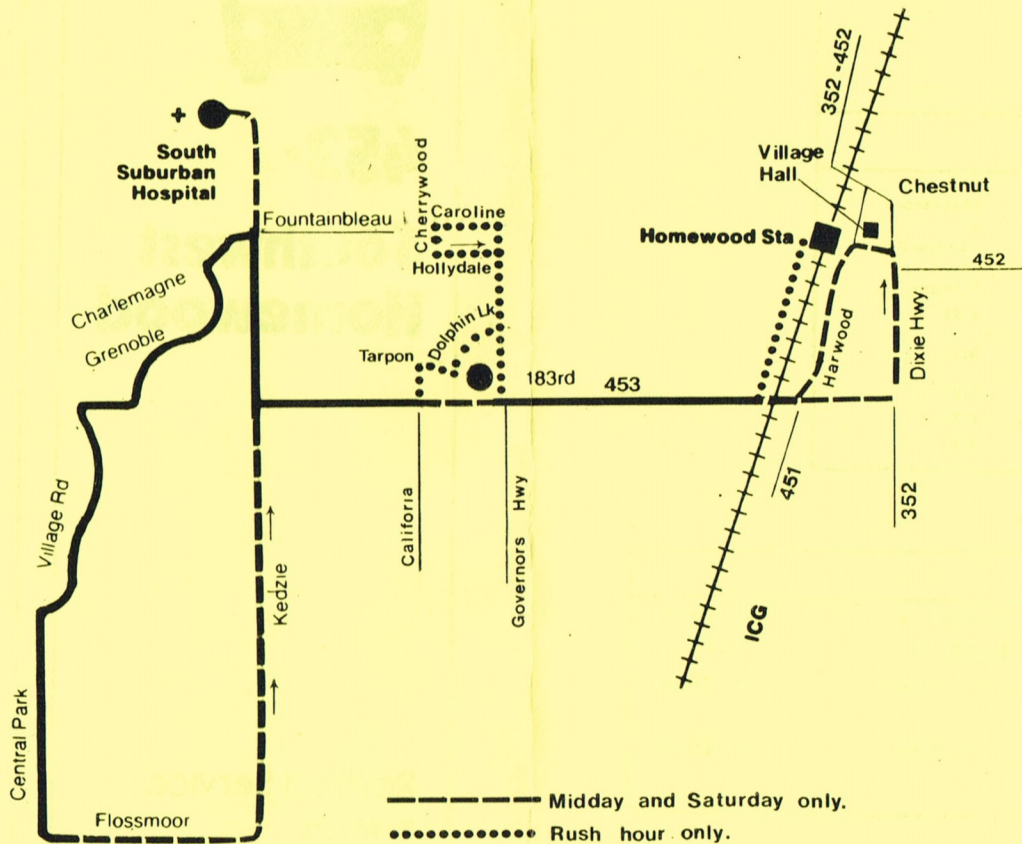 352-452
Village
Hall
Chestnut
South
Suburban
Hospital
Fountainbleau
Cherrywood
Caroline
Hollydale
Homewood Sta
452
Charlemagne
Grenoble
Dolphin Lk
Tarpon
183rd
453
Harwood
Dixie Hwy.
Village Rd
Kedzie
Califoria
Governors Hwy
451
352
ICG
Central Park
Flossmoor
Midday and Saturday only.
Rush hour only.